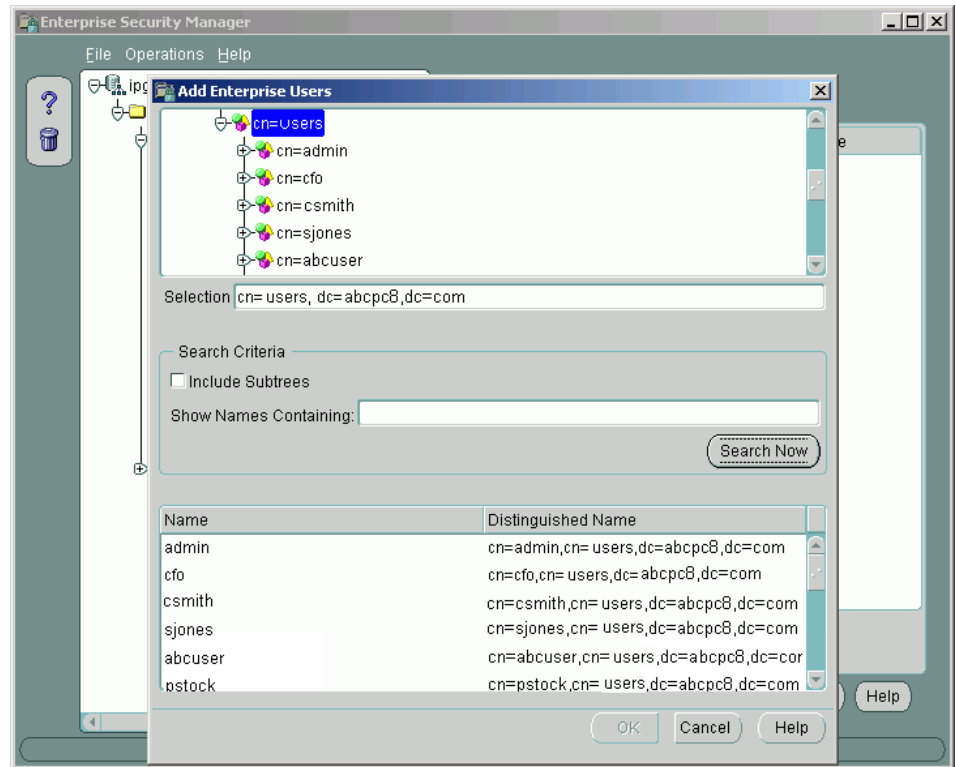 Enterprise Security Manager
File Operations Help
ipg
Add Enterprise Users
cn=users
e
cn=admin
cn=cfo
cn=csmith
cn=sjones
cn=abcuser
Selection cn= users, dc=abcpc8,dc=com
Search Criteria
Include Subtrees
Show Names Containing:
Search Now
Name Distinguished Name
admin cn=admin,cn= users,dc=abcpc8,dc=com
cfo cn=cfo,cn= users,dc= abcpc8,dc=com
csmith cn=csmith,cn= users,dc=abcpc8,dc=com
sjones cn=sjones,cn= users,dc=abcpc8,dc=com
abcuser cn=abcuser,cn= users,dc=abcpc8,dc=cor
pstock cn=pstock,cn= users,dc=abcpc8,dc=com
Help
OK Cancel Help